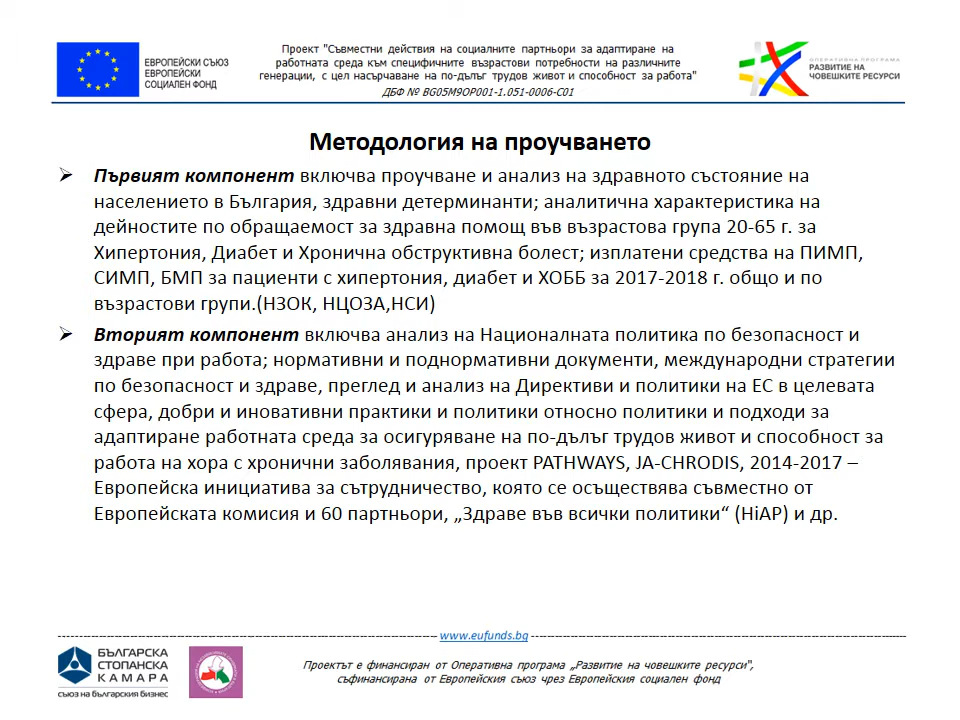 ЕВРОПЕЙСКИ СЪЮЗ
ЕВРОПЕЙСКИ
СОЦИАЛЕН ФОНД
Проект "Съвместни действия на социалните партньори за адаптиране на
работната среда към специфичните възрастови потребности на различните
генерации, с цел насърчаване на по-дълъг трудов живот и способност за работа"
ДБФ № BG05M9OP001-1.051-0006-C01
ОПЕРАТИВНА ПРОГРАМА
РАЗВИТИЕ НА
ЧОВЕШКИТЕ РЕСУРСИ
Методология на проучването
➢ Първият компонент включва проучване и анализ на здравното състояние на
населението в България, здравни детерминанти; аналитична характеристика на
дейностите по обращаемост за здравна помощ във възрастова група 20-65 г. за
Хипертония, Диабет и Хронична обструктивна болест; изплатени средства на ПИМП,
СИМП, БМП за пациенти с хипертония, диабет и ХОББ за 2017-2018 г. общо и по
възрастови групи.(НЗОК, НЦОЗА,НСИ)
➢ Вторият компонент включва анализ на Националната политика по безопасност и
здраве при работа; нормативни и поднормативни документи, международни стратегии
по безопасност и здраве, преглед и анализ на Директиви и политики на ЕС в целевата
сфера, добри и иновативни практики и политики относно политики и подходи за
адаптиране работната среда за осигуряване на по-дълъг трудов живот и способност за
работа на хора с хронични заболявания, проект PATHWAYS, JA-CHRODIS, 2014-2017 –
Европейска инициатива за сътрудничество, която се осъществява съвместно от
Европейската комисия и 60 партньори, „Здраве във всички политики“ (HiAP) и др.
www.eufunds.bg
БЪЛГАРСКА
СТОПАНСКА
КАМАРА
съюз на българския бизнес
Проектът е финансиран от Оперативна програма „Развитие на човешките ресурси",
съфинансирана от Европейския съюз чрез Европейския социален фонд